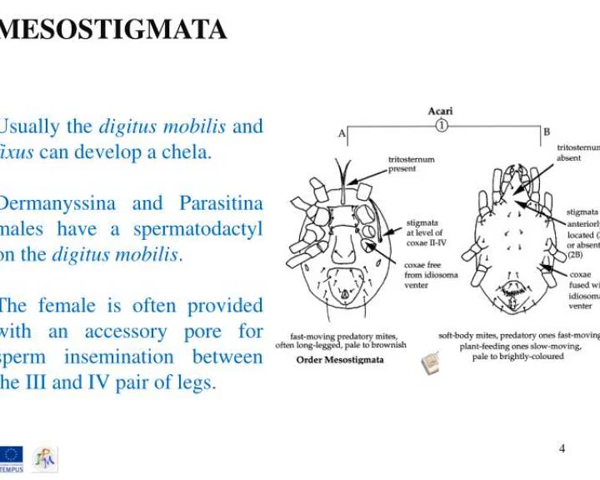 MESOSTIGMATA
Usually the digitus mobilis and
fixus can develop a chela.
Dermanyssina and Parasitina
males have a spermatodactyl
on the digitus mobilis.
The female is often provided
with an accessory pore for
sperm insemination between
the III and IV pair of legs.
Acari
1
A
B
tritosternum
present
stigmata
at level of
coxae II-IV
coxae free
from idiosoma
venter
tritosternum
absent
stigmata
anteriorly
located
or absent
(2B)
coxae
fused
idiosoma
venter
fast-moving predatory mites,
often long-legged, pale to brownish
Order Mesostigmata
soft-body mites, predatory ones fast-moving,
plant-feeding ones slow-moving,
pale to brightly-coloured
4
TEMPUS